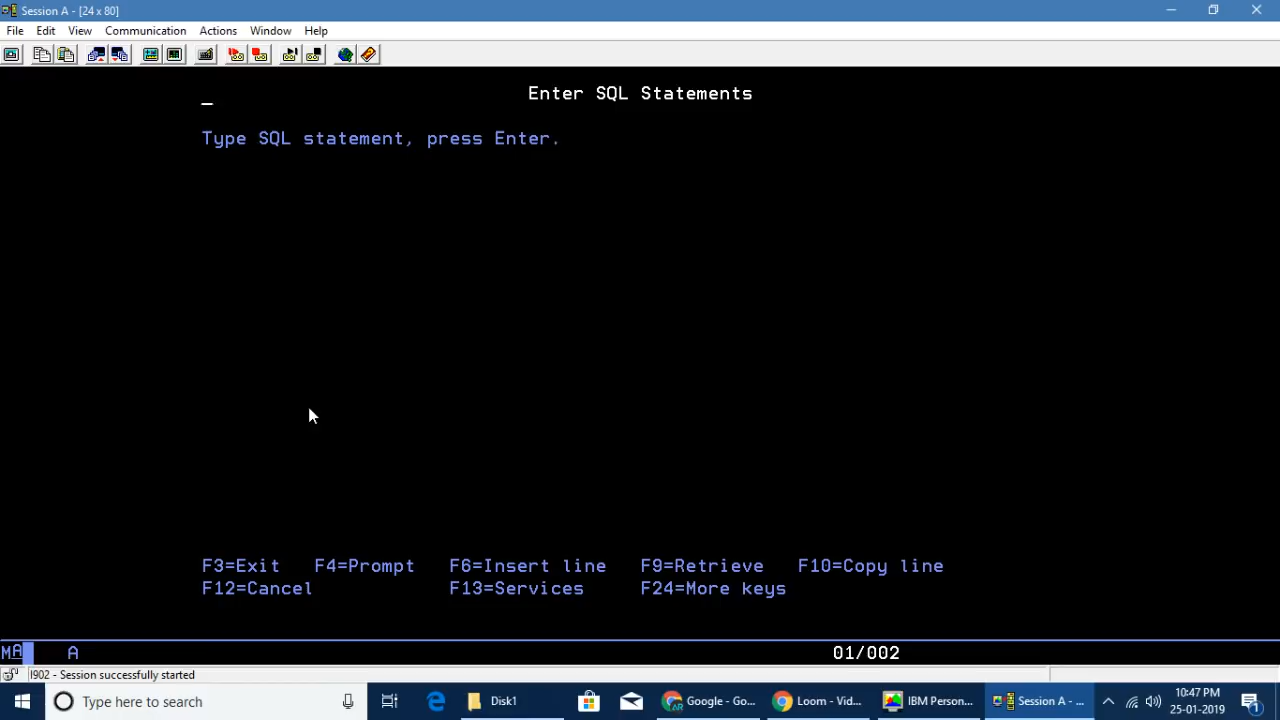 Session A - [24 x 80]
File Edit View Communication Actions Window Help
Enter SQL Statements
Type SQL statement, press Enter.
F3=Exit F4=Prompt F6=Insert line F9=Retrieve F10=Copy line
F12=Cancel F13=Services F24=More keys
MA A 01/002
I902 - Session successfully started
Type here to search Disk1 Google - Go... Loom - Vid... IBM Person... Session A - ... 10:47 PM
25-01-2019 1